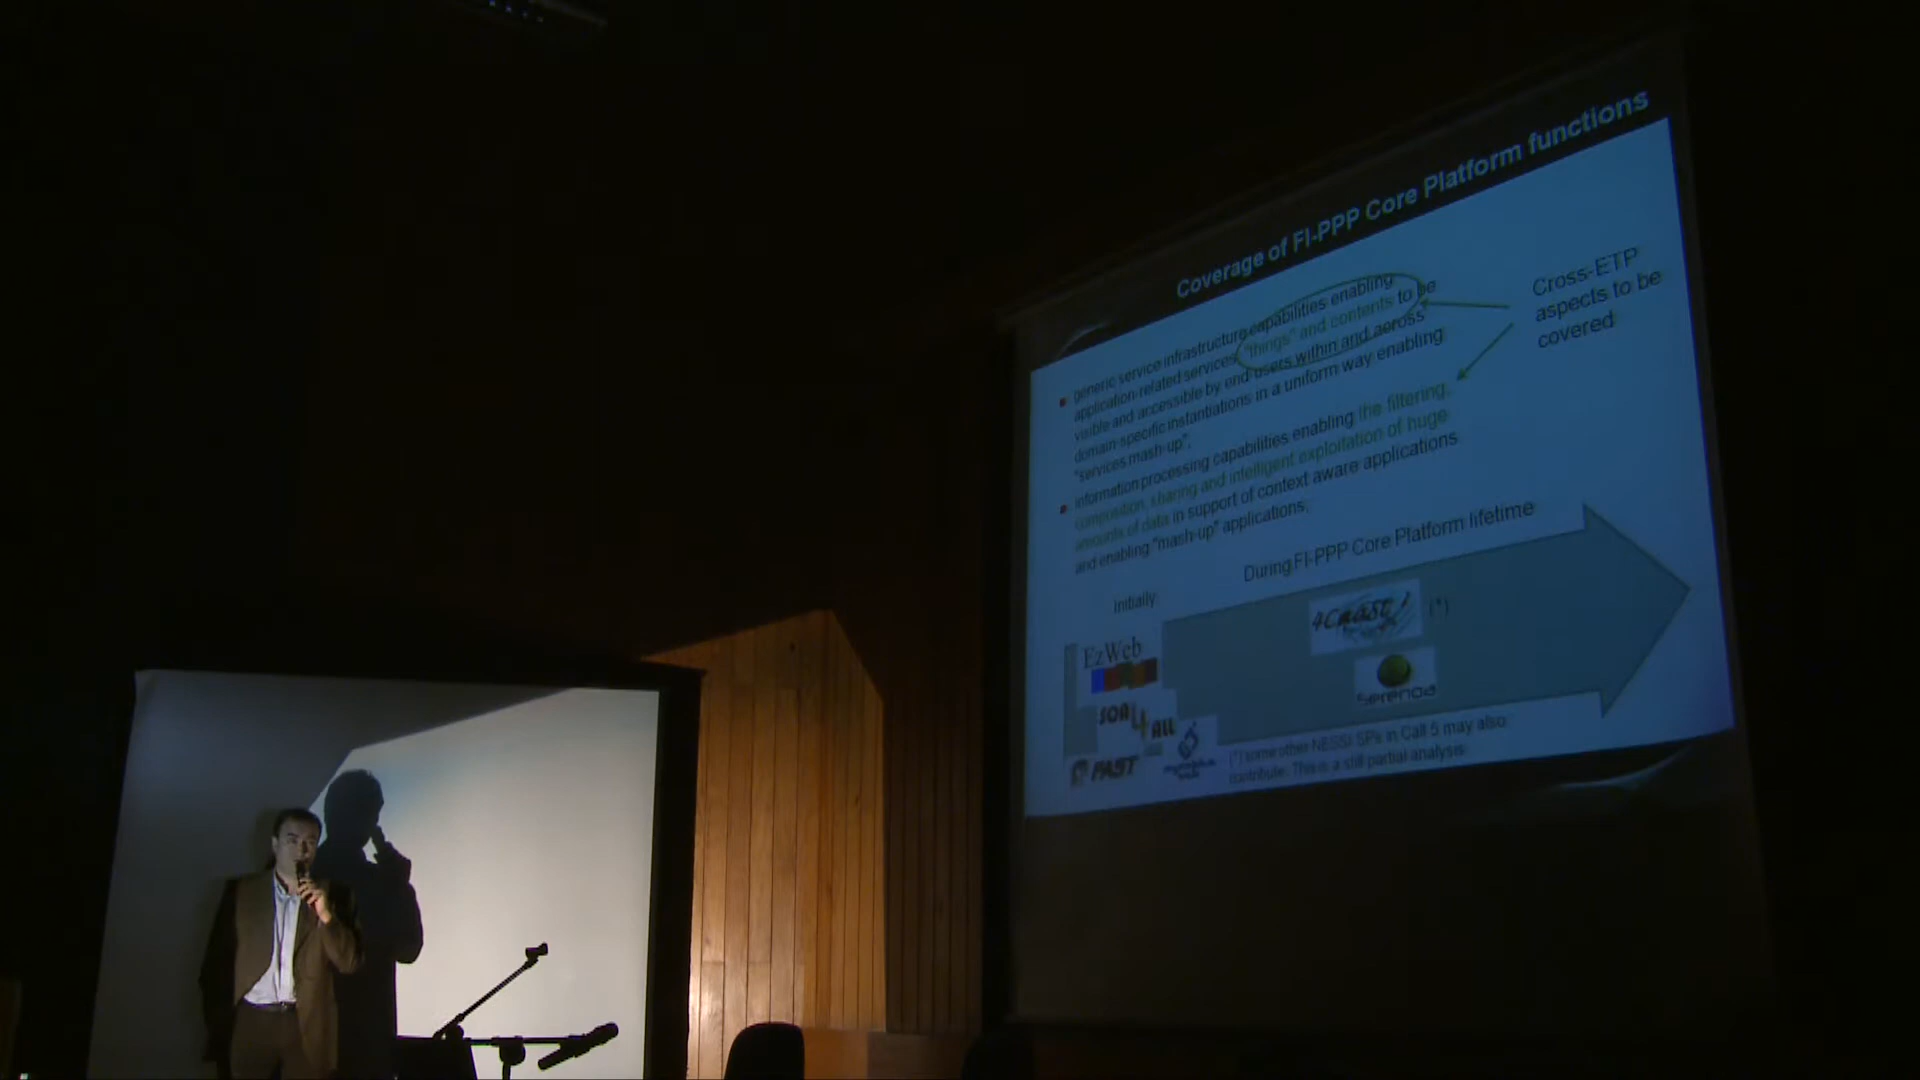 Coverage of FI-PPP Core Platform functions
generic service infrastructure capabilities enabling
application-related services, "things" and contents to be
visible and accessible by end users within and across
domain-specific instantiations in a uniform way enabling
"services mash-up";
information processing capabilities enabling the filtering,
composition, sharing and intelligent exploitation of huge
amounts of data in support of context aware applications
and enabling "mash-up" applications;
Cross-ETP
aspects to be
covered
During FI-PPP Core Platform lifetime
Initially
4CaaSt (*)
EzWeb
Serenoa
SOA4ALL
FAST
(*) some other NESSI SPs in Call 5 may also
contribute. This is a still partial analysis